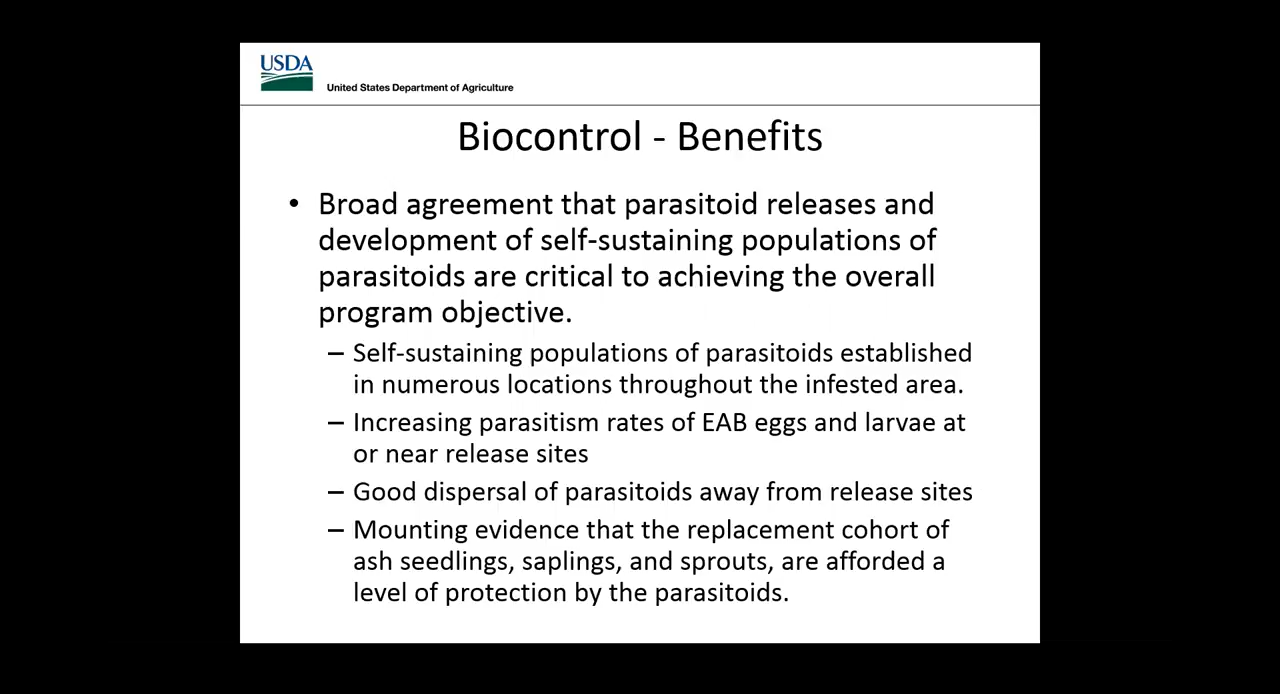 USDA
United States Department of Agriculture
Biocontrol - Benefits
• Broad agreement that parasitoid releases and
development of self-sustaining populations of
parasitoids are critical to achieving the overall
program objective.
– Self-sustaining populations of parasitoids established
in numerous locations throughout the infested area.
– Increasing parasitism rates of EAB eggs and larvae at
or near release sites
– Good dispersal of parasitoids away from release sites
– Mounting evidence that the replacement cohort of
ash seedlings, saplings, and sprouts, are afforded a
level of protection by the parasitoids.